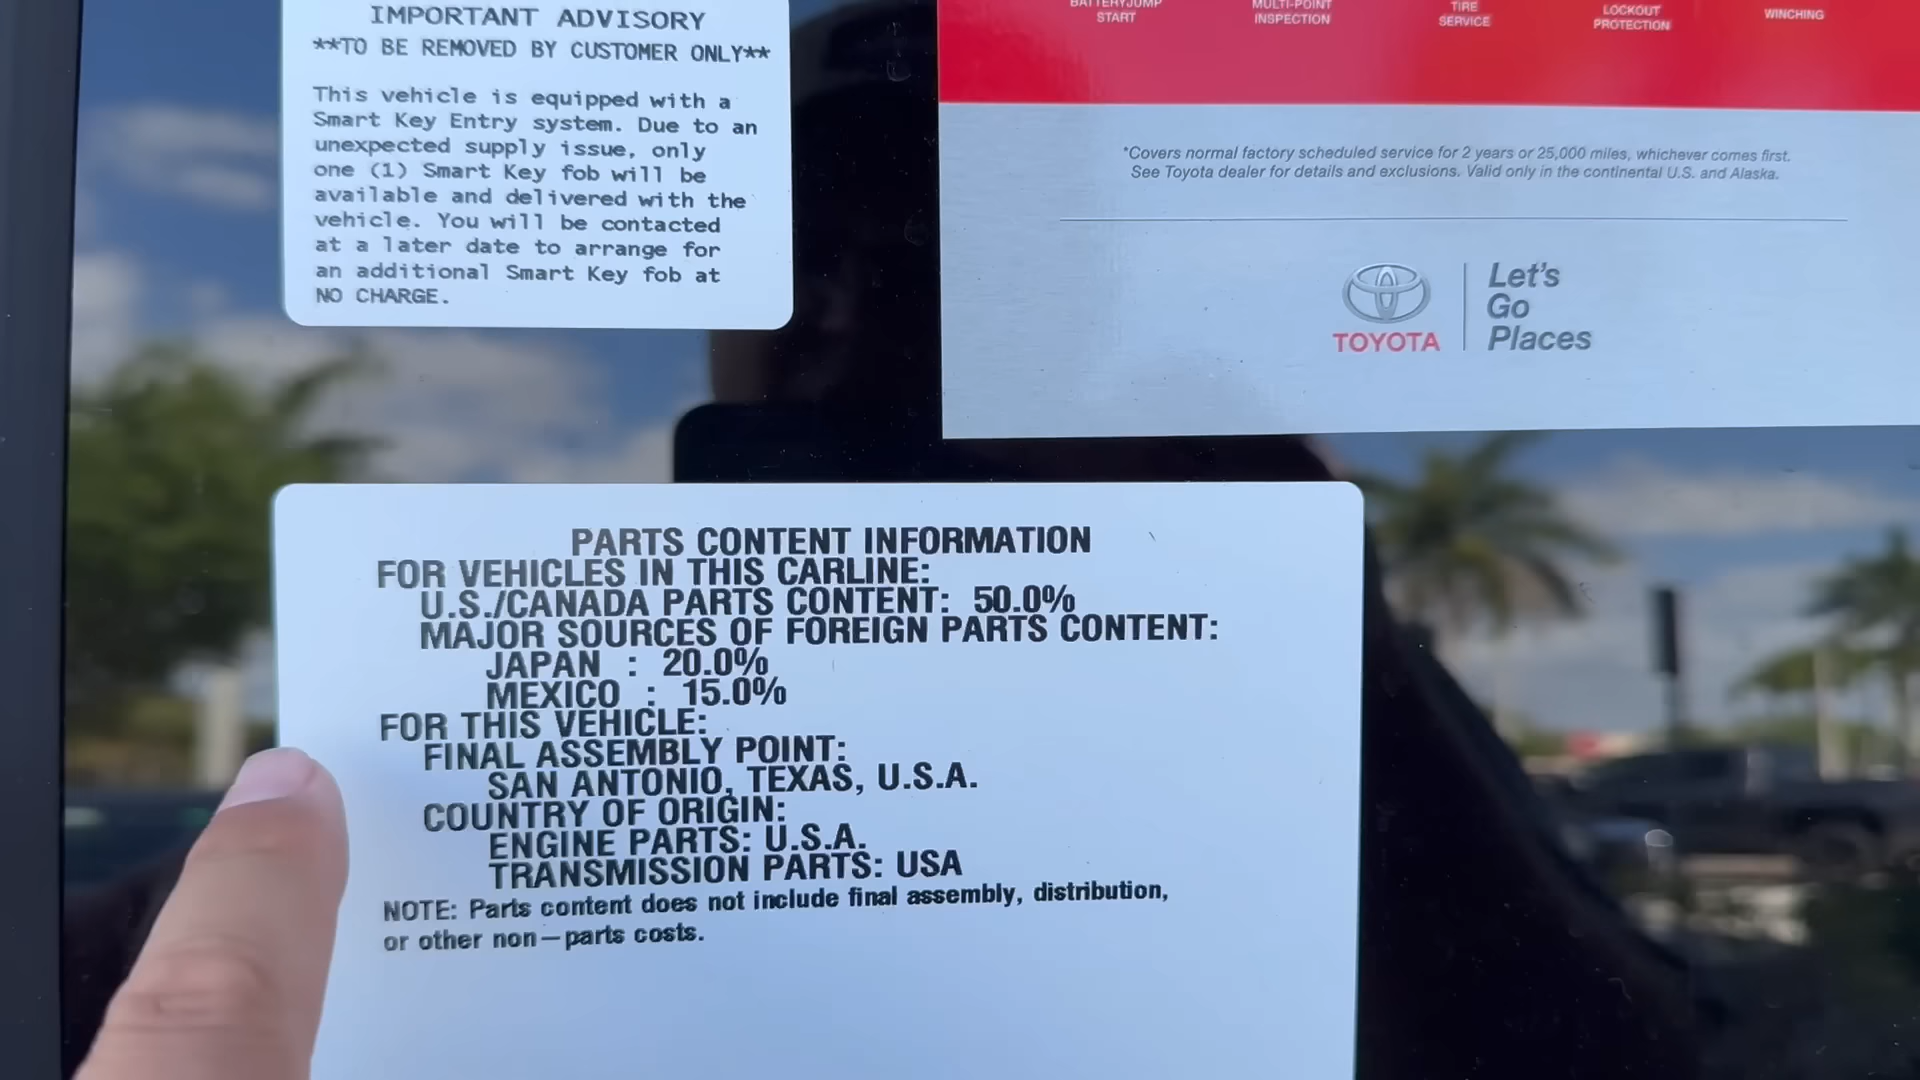 IMPORTANT ADVISORY
**TO BE REMOVED BY CUSTOMER ONLY**
This vehicle is equipped with a
Smart Key Entry system. Due to an
unexpected supply issue, only
one (1) Smart Key fob will be
available and delivered with the
vehicle. You will be contacted
at a later date to arrange for
an additional Smart Key fob at
NO CHARGE.
BATTERY/JUMP
START
MULTI-POINT
INSPECTION
TIRE
SERVICE
LOCKOUT
PROTECTION
WINCHING
*Covers normal factory scheduled service for 2 years or 25,000 miles, whichever comes first.
See Toyota dealer for details and exclusions. Valid only in the continental U.S. and Alaska.
TOYOTA
Let's
Go
Places
PARTS CONTENT INFORMATION
FOR VEHICLES IN THIS CARLINE:
U.S./CANADA PARTS CONTENT: 50.0%
MAJOR SOURCES OF FOREIGN PARTS CONTENT:
JAPAN : 20.0%
MEXICO : 15.0%
FOR THIS VEHICLE:
FINAL ASSEMBLY POINT:
SAN ANTONIO, TEXAS, U.S.A.
COUNTRY OF ORIGIN:
ENGINE PARTS: U.S.A.
TRANSMISSION PARTS: USA
NOTE: Parts content does not include final assembly, distribution,
or other non-parts costs.